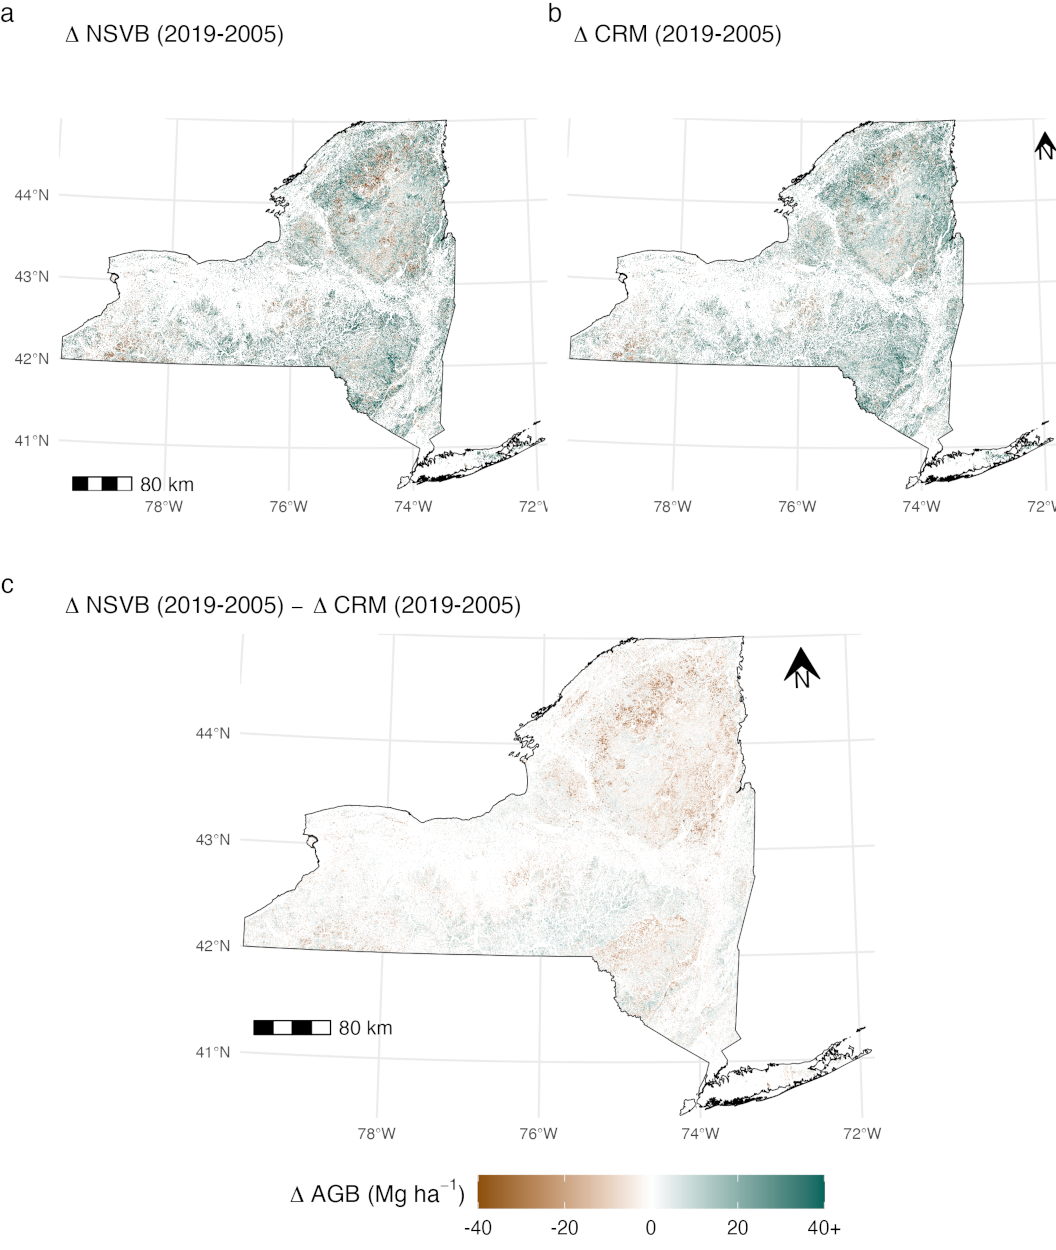 a
Δ NSVB (2019-2005)
b
Δ CRM (2019-2005)
N
44°N
43°N
42°N
41°N
80 km
78°W
76°W
74°W
72°W
78°W
76°W
74°W
72°W
c
Δ NSVB (2019-2005) − Δ CRM (2019-2005)
N
44°N
43°N
42°N
41°N
80 km
78°W
76°W
74°W
72°W
Δ AGB (Mg ha⁻¹)
-40
-20
0
20
40+